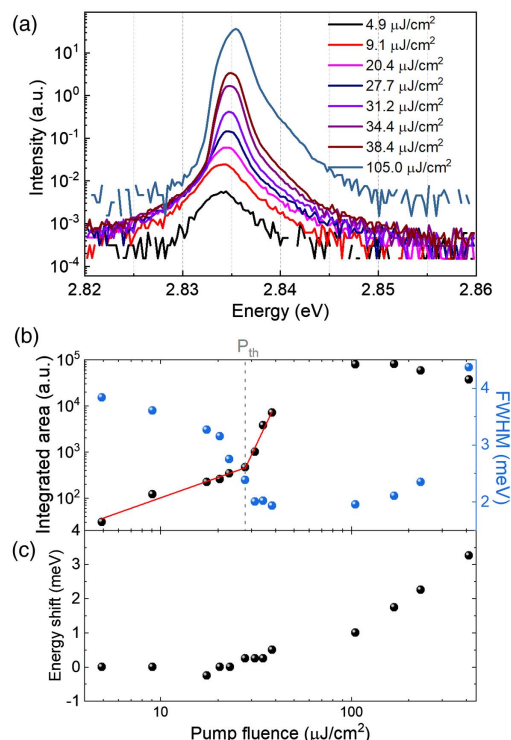 (a)
Intensity (a.u.)
10¹
10⁰
10⁻¹
10⁻²
10⁻³
10⁻⁴
4.9 μJ/cm²
9.1 μJ/cm²
20.4 μJ/cm²
27.7 μJ/cm²
31.2 μJ/cm²
34.4 μJ/cm²
38.4 μJ/cm²
105.0 μJ/cm²
2.82 2.83 2.84 2.85 2.86
Energy (eV)
(b)
P_th
Integrated area (a.u.)
10⁵
10⁴
10³
10²
4
4
3
2
FWHM (meV)
(c)
Energy shift (meV)
3
2
1
0
-1
10 100
Pump fluence (μJ/cm²)